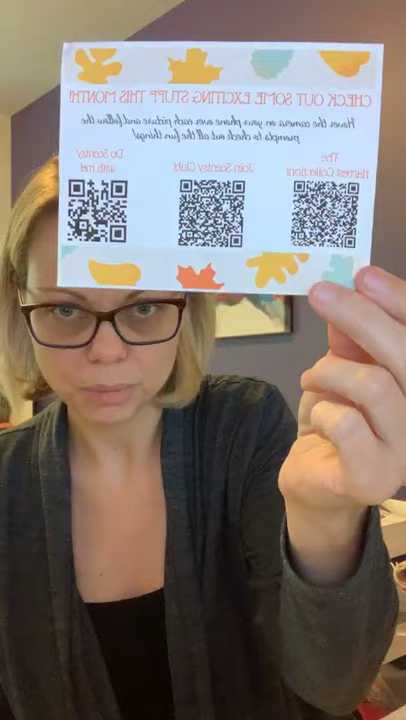 CHECK OUT SOME EXCITING STUFF THIS MONTH!
Hover the camera on your phone over each picture and follow the
prompts to check out all the fun things!
The
Harvest Collection!
Join Scentsy Club!
Do Scentsy
with me!